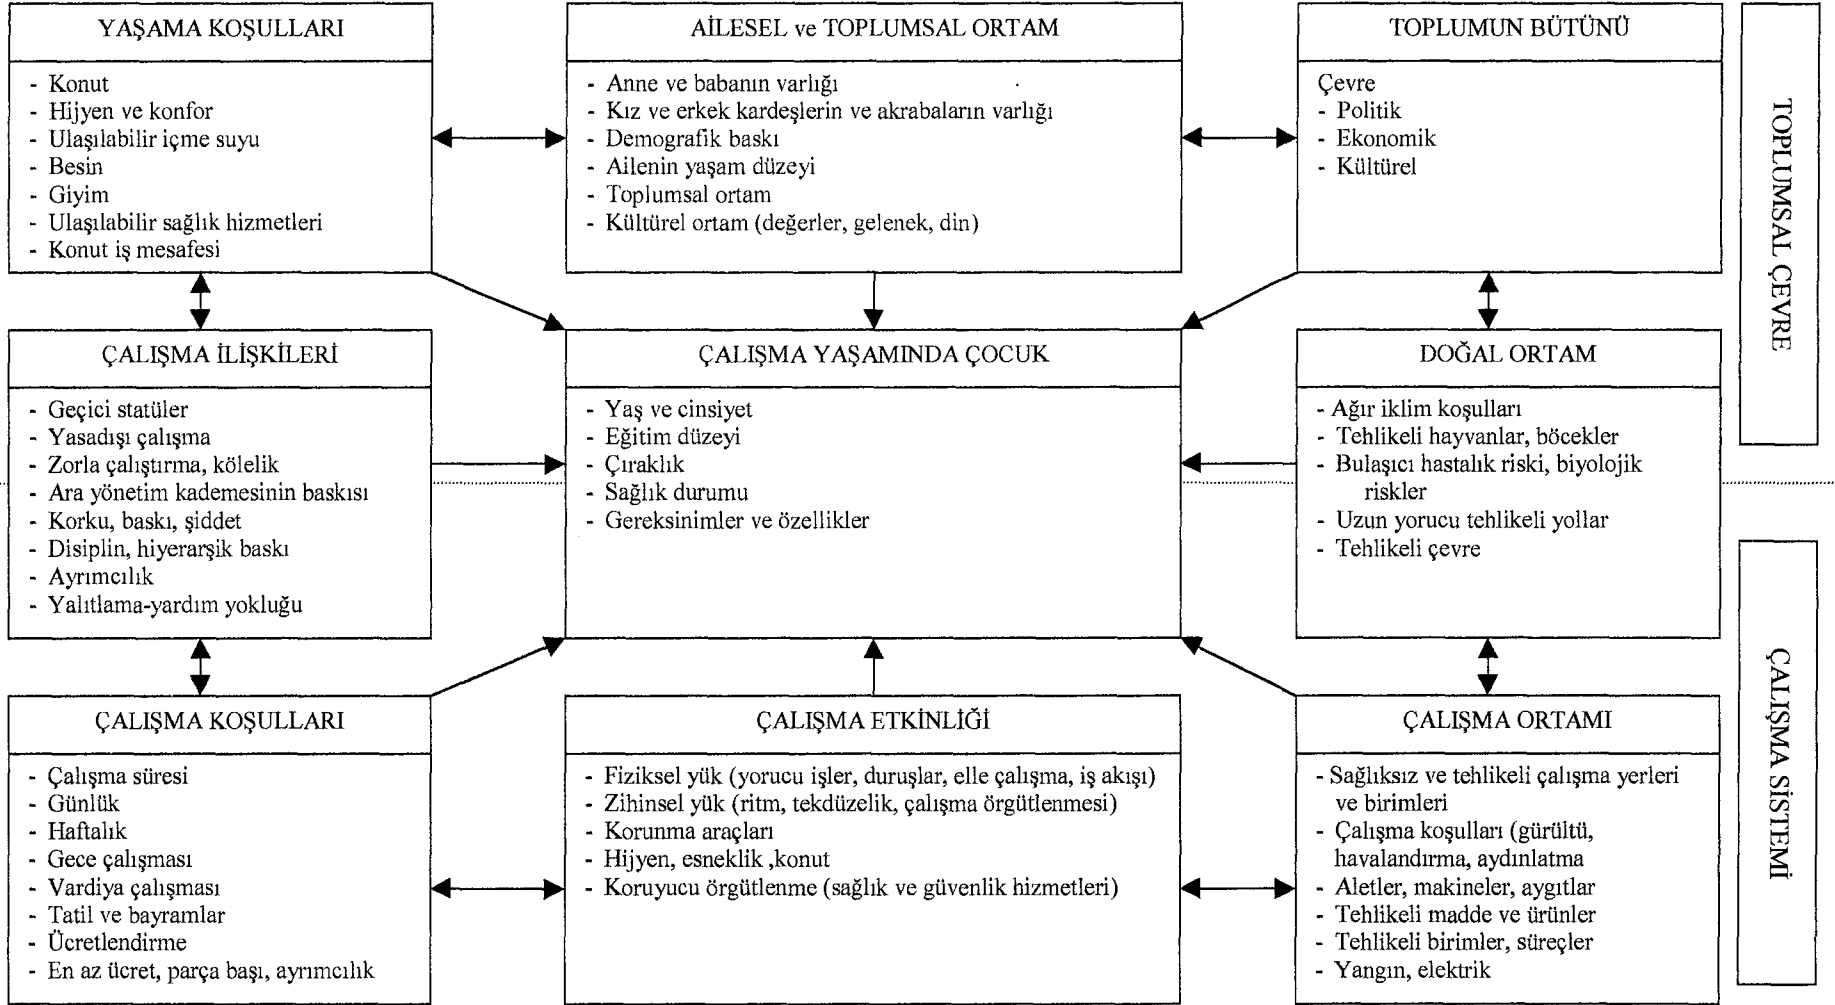 YAŞAMA KOŞULLARI
- Konut
- Hijyen ve konfor
- Ulaşılabilir içme suyu
- Besin
- Giyim
- Ulaşılabilir sağlık hizmetleri
- Konut iş mesafesi
AİLESEL ve TOPLUMSAL ORTAM
- Anne ve babanın varlığı
- Kız ve erkek kardeşlerin ve akrabaların varlığı
- Demografik baskı
- Ailenin yaşam düzeyi
- Toplumsal ortam
- Kültürel ortam (değerler, gelenek, din)
TOPLUMUN BÜTÜNÜ
Çevre
- Politik
- Ekonomik
- Kültürel
TOPLUMSAL ÇEVRE
ÇALIŞMA İLİŞKİLERİ
- Geçici statüler
- Yasadışı çalışma
- Zorla çalıştırma, kölelik
- Ara yönetim kademesinin baskısı
- Korku, baskı, şiddet
- Disiplin, hiyerarşik baskı
- Ayrımcılık
- Yalıtlama-yardım yokluğu
ÇALIŞMA YAŞAMINDA ÇOCUK
- Yaş ve cinsiyet
- Eğitim düzeyi
- Çıraklık
- Sağlık durumu
- Gereksinimler ve özellikler
DOĞAL ORTAM
- Ağır iklim koşulları
- Tehlikeli hayvanlar, böcekler
- Bulaşıcı hastalık riski, biyolojik
riskler
- Uzun yorucu tehlikeli yollar
- Tehlikeli çevre
ÇALIŞMA KOŞULLARI
- Çalışma süresi
- Günlük
- Haftalık
- Gece çalışması
- Vardiya çalışması
- Tatil ve bayramlar
- Ücretlendirme
- En az ücret, parça başı, ayrımcılık
ÇALIŞMA ETKİNLİĞİ
- Fiziksel yük (yorucu işler, duruşlar, elle çalışma, iş akışı)
- Zihinsel yük (ritm, tekdüzelik, çalışma örgütlenmesi)
- Korunma araçları
- Hijyen, esneklik ,konut
- Koruyucu örgütlenme (sağlık ve güvenlik hizmetleri)
ÇALIŞMA ORTAMI
- Sağlıksız ve tehlikeli çalışma yerleri
ve birimleri
- Çalışma koşulları (gürültü,
havalandırma, aydınlatma
- Aletler, makineler, aygıtlar
- Tehlikeli madde ve ürünler
- Tehlikeli birimler, süreçler
- Yangın, elektrik
ÇALIŞMA SİSTEMİ